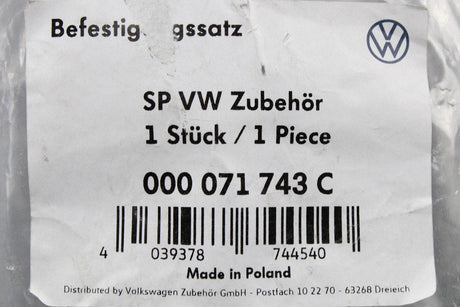 Befestig gssatz
SP VW Zubehör
1 Stück / 1 Piece
000 071 743 C
4 039378 744540
Made in Poland
Distributed by Volkswagen Zubehör GmbH - Postfach 10 22 70 - 63268 Dreieich